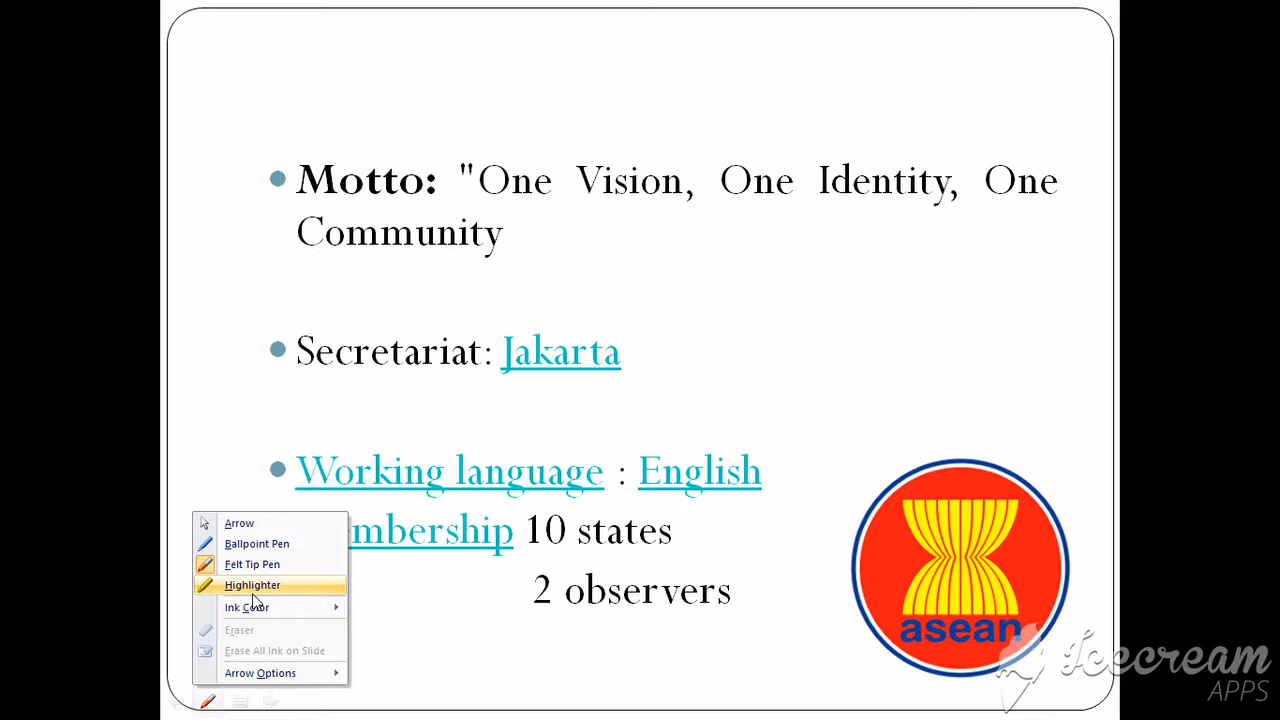 Motto: "One Vision, One Identity, One
Community
Secretariat: Jakarta
Working language : English
mbership 10 states
2 observers
Arrow
Ballpoint Pen
Felt Tip Pen
Highlighter
Ink Color
Eraser
Erase All Ink on Slide
Arrow Options
asean
Icecream
APPS